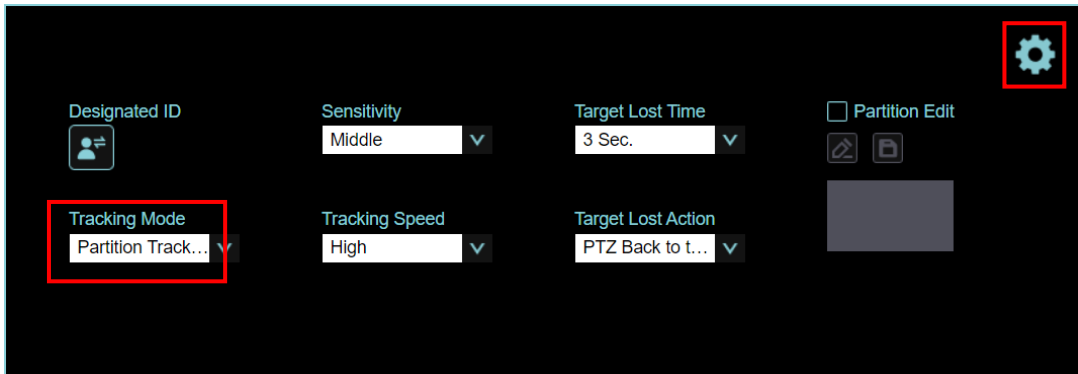 Designated ID
Sensitivity
Target Lost Time
Partition Edit
Middle
3 Sec.
Tracking Mode
Tracking Speed
Target Lost Action
Partition Track...
High
PTZ Back to t...